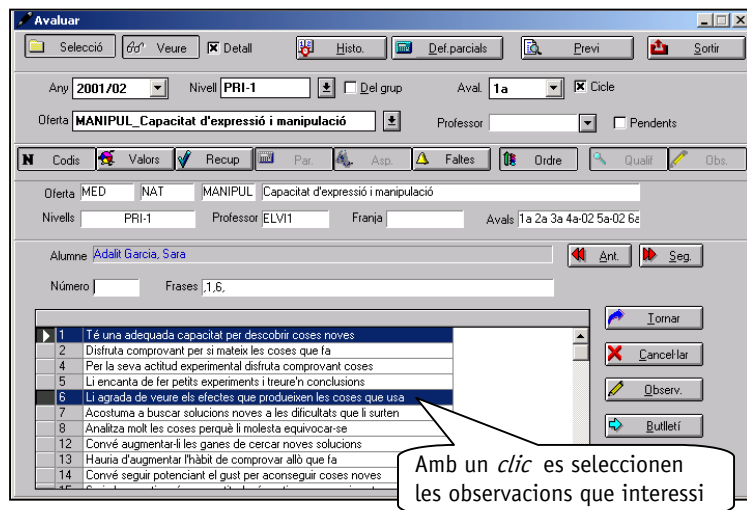 Avaluar
Selecció Veure Detall Histo. Def.parcials Previ Sortir
Any 2001/02 Nivell PRI-1 Del grup Aval. 1a Cicle
Oferta MANIPUL_Capacitat d'expressió i manipulació Professor Pendents
N Codis Valors Recup Par. Asp. Faltes Ordre Qualif Obs.
Oferta MED NAT MANIPUL Capacitat d'expressió i manipulació
Nivells PRI-1 Professor ELVI1 Franja Avals 1a 2a 3a 4a-02 5a-02 6a
Alumne Adalit Garcia, Sara Ant. Seg.
Número Frases ,1,6,
1 Té una adequada capacitat per descobrir coses noves
2 Disfruta comprovant per si mateix les coses que fa
4 Per la seva actitud experimental disfruta comprovant coses
5 Li encanta de fer petits experiments i treure'n conclusions
6 Li agrada de veure els efectes que produeixen les coses que usa
7 Acostuma a buscar solucions noves a les dificultats que li surten
8 Analitza molt les coses perquè li molesta equivocar-se
12 Convé augmentar-li les ganes de cercar noves solucions
13 Hauria d'augmentar l'hàbit de comprovar allò que fa
14 Convé seguir potenciant el gust per aconseguir coses noves
Tornar
Cancel·lar
Observ.
Butlletí
Amb un clic es seleccionen
les observacions que interessi